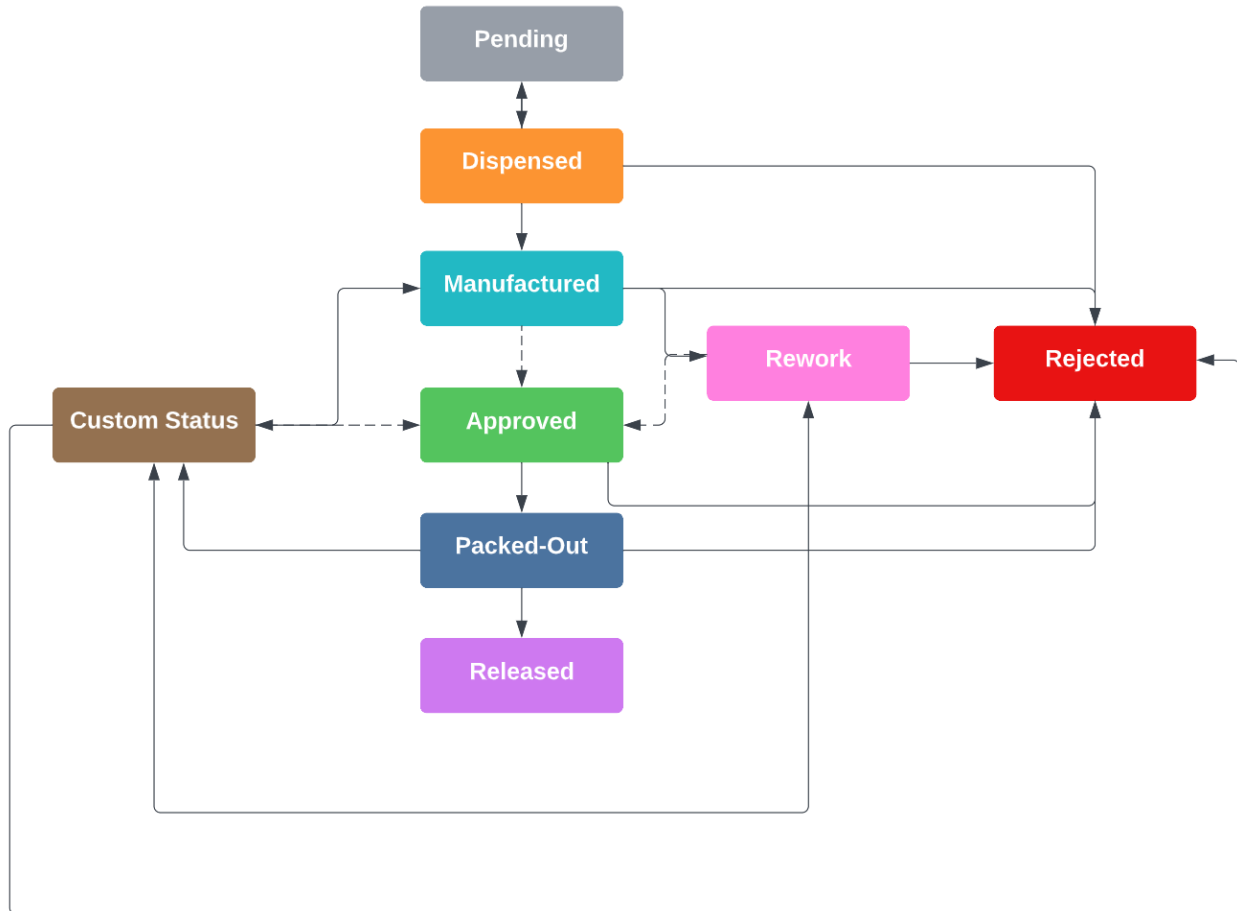 Pending
Dispensed
Manufactured
Rework
Rejected
Custom Status
Approved
Packed-Out
Released